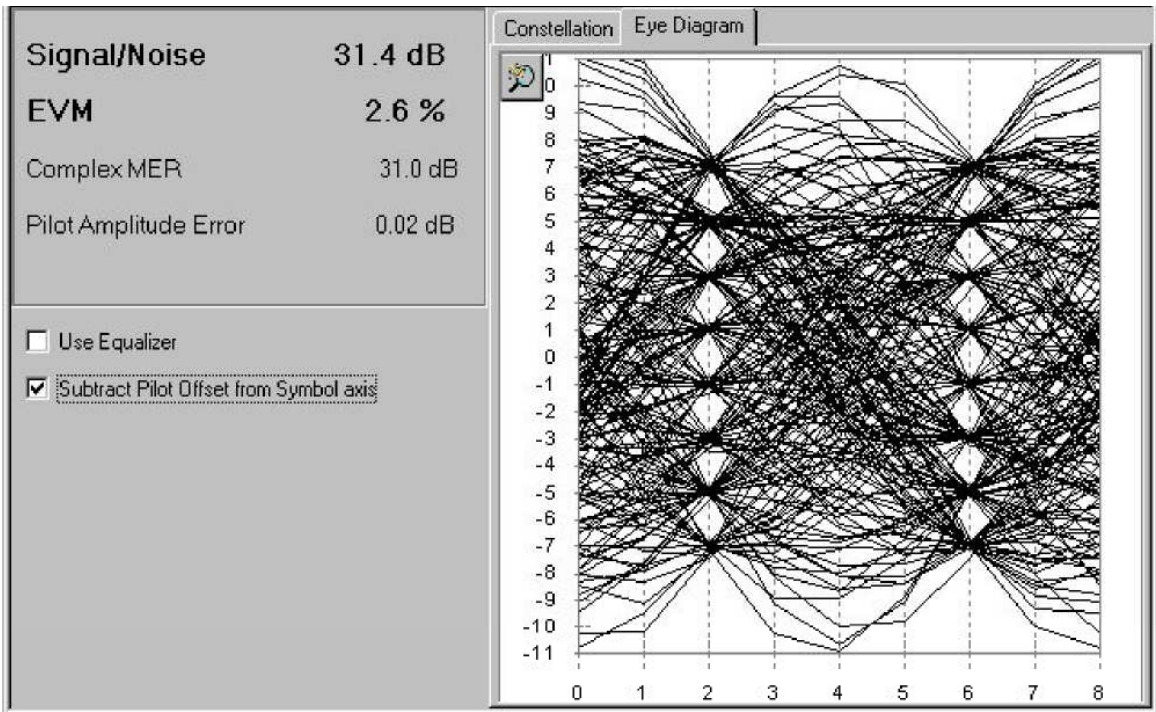 Signal/Noise 31.4 dB
EVM 2.6 %
Complex MER 31.0 dB
Pilot Amplitude Error 0.02 dB
Use Equalizer
Subtract Pilot Offset from Symbol axis
Constellation Eye Diagram
1
0
9
8
7
6
5
4
3
2
1
0
-1
-2
-3
-4
-5
-6
-7
-8
-9
-10
-11
0 1 2 3 4 5 6 7 8